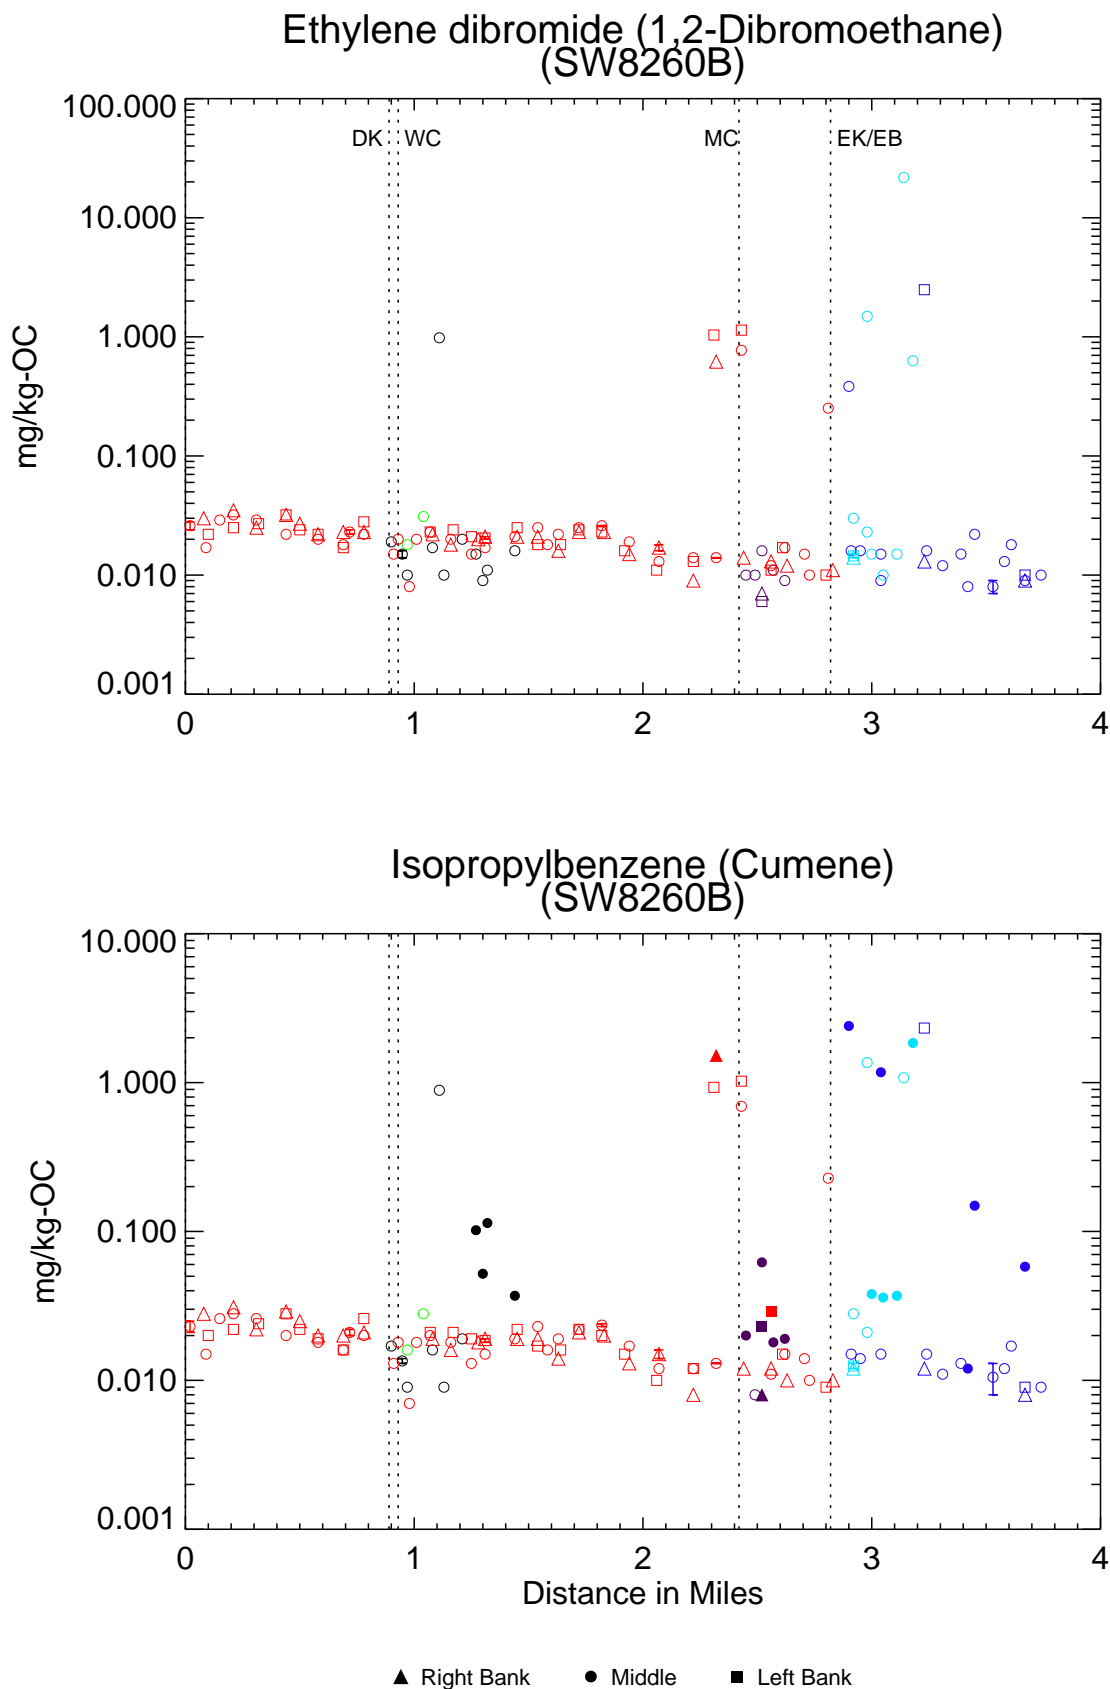 Ethylene dibromide (1,2-Dibromoethane)
(SW8260B)
100.000
10.000
1.000
0.100
0.010
0.001
mg/kg-OC
DK
WC
MC
EK/EB
0 1 2 3 4
Isopropylbenzene (Cumene)
(SW8260B)
10.000
1.000
0.100
0.010
0.001
mg/kg-OC
0 1 2 3 4
Distance in Miles
Right Bank Middle Left Bank